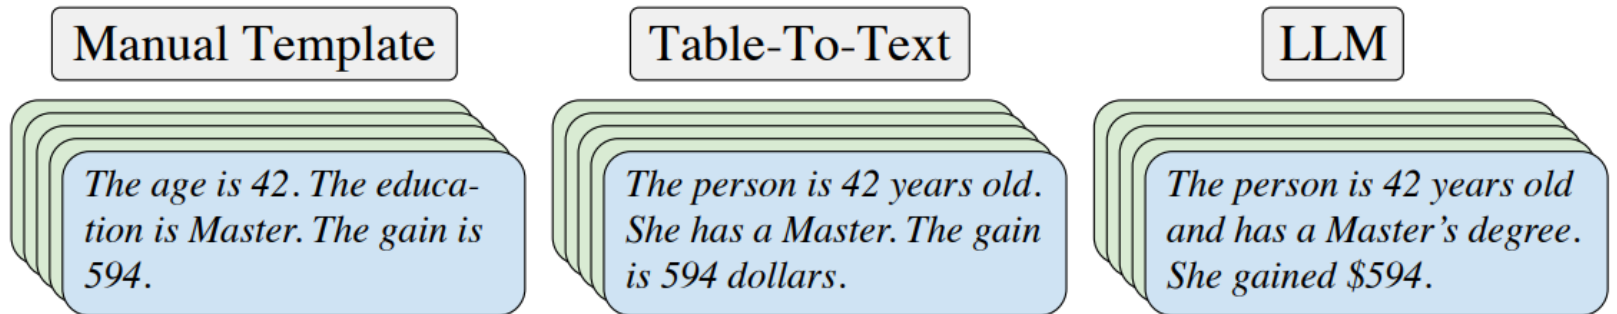 Manual Template
The age is 42. The educa-
tion is Master. The gain is
594.
Table-To-Text
The person is 42 years old.
She has a Master. The gain
is 594 dollars.
LLM
The person is 42 years old
and has a Master’s degree.
She gained $594.